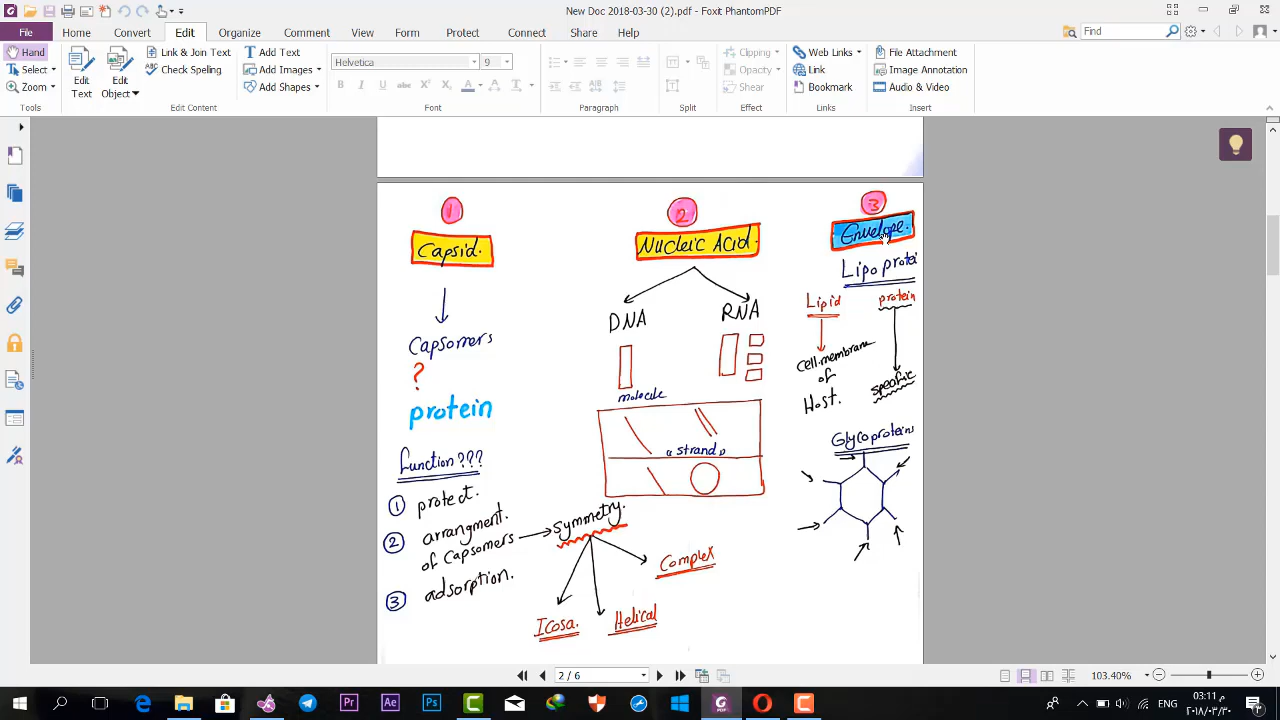 New Doc 2018-03-30 (2).pdf - Foxit PhantomPDF
File Home Convert Edit Organize Comment View Form Protect Connect Share Help Find
Hand
Select
Zoom
Tools
Edit Text
Edit Object
Link & Join Text
Check Spelling
Add Text
Add Images
Add Shapes
Edit Content
Helvetica 9
Font
Paragraph
Split
Clipping
Opacity
Shear
Effect
Web Links
Link
Bookmark
Links
File Attachment
Image Annotation
Audio & Video
Insert
1
Capsid.
Capsomers
?
protein
Function???
1 protect.
2 arrangment.
of Capsomers
3 adsorption.
Symmetry.
Icosa.
Helical
Complex
2
Nucleic Acid.
DNA
RNA
molecule
"strand"
3
Envelope.
Lipoprotei
Lipid
protein
Cell-membrane
of
Host.
specific
Glycoproteins
2 / 6
103.40%
03:11 م
٢٠١٨/٠٣/٣٠